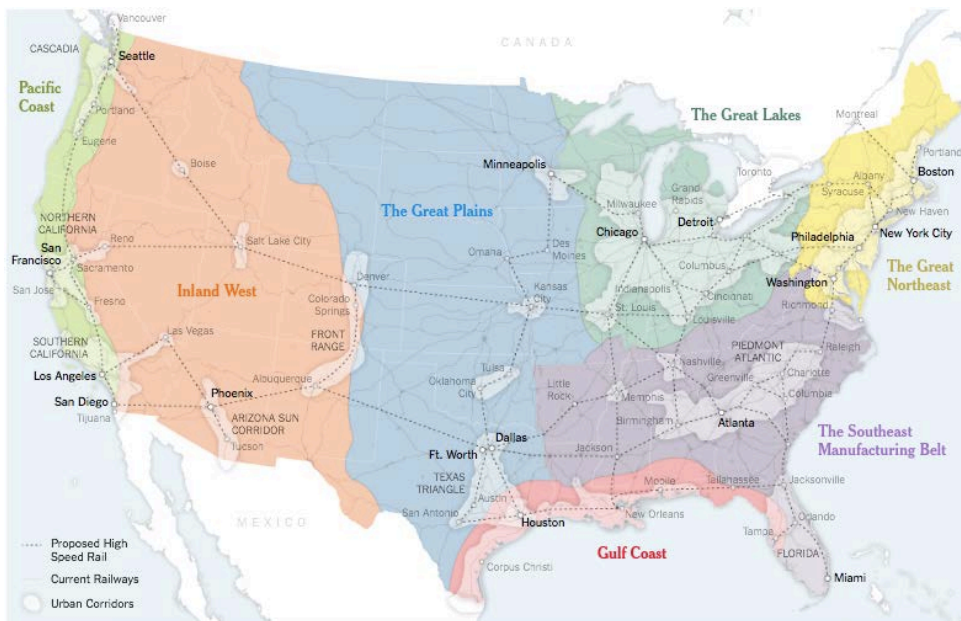 Vancouver
CANADA
CASCADIA
Seattle
Pacific
Coast
Portland
Eugene
Boise
The Great Lakes
Montreal
Minneapolis
Toronto
Portland
Albany
Boston
Syracuse
Milwaukee
Grand
Rapids
Detroit
New Haven
The Great Plains
NORTHERN
CALIFORNIA
Reno
San
Francisco
Sacramento
Salt Lake City
Omaha
Des
Moines
Chicago
Philadelphia
New York City
Columbus
Washington
The Great
Northeast
San Jose
Fresno
Inland West
Denver
Colorado
Springs
Kansas
City
Indianapolis
Cincinnati
St. Louis
Louisville
Richmond
SOUTHERN
CALIFORNIA
Las Vegas
FRONT
RANGE
PIEDMONT
ATLANTIC
Raleigh
Los Angeles
San Diego
Tijuana
Phoenix
Albuquerque
Tulsa
Oklahoma
City
Little
Rock
Nashville
Memphis
Greenville
Charlotte
Columbia
ARIZONA SUN
CORRIDOR
Tucson
Birmingham
Atlanta
Dallas
Ft. Worth
Jackson
The Southeast
Manufacturing Belt
TEXAS
TRIANGLE
Austin
San Antonio
Houston
Mobile
Tallahassee
Jacksonville
New Orleans
MEXICO
Gulf Coast
Orlando
Tampa
FLORIDA
Corpus Christi
Miami
Proposed High
Speed Rail
Current Railways
Urban Corridors